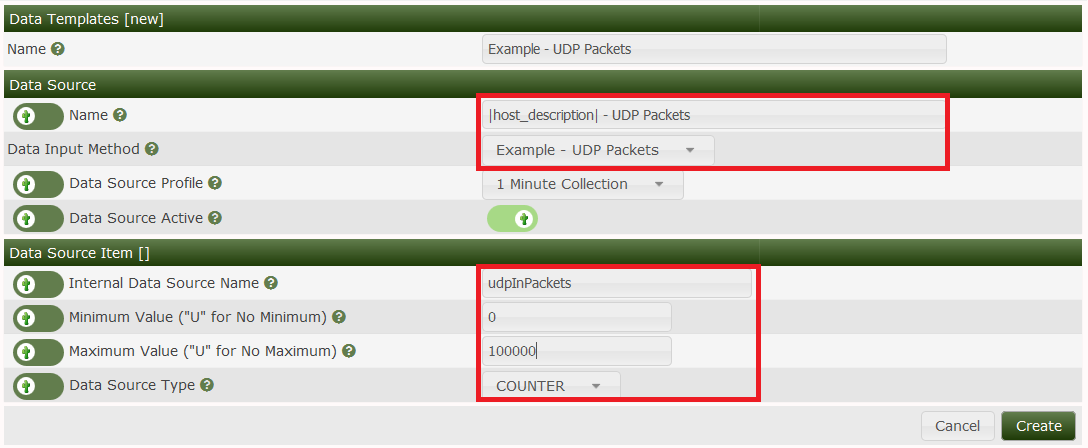 Data Templates [new]
Name ? Example - UDP Packets
Data Source
Name ? |host_description| - UDP Packets
Data Input Method ? Example - UDP Packets
Data Source Profile ? 1 Minute Collection
Data Source Active ?
Data Source Item []
Internal Data Source Name ? udpInPackets
Minimum Value ("U" for No Minimum) ? 0
Maximum Value ("U" for No Maximum) ? 100000
Data Source Type ? COUNTER
Cancel Create